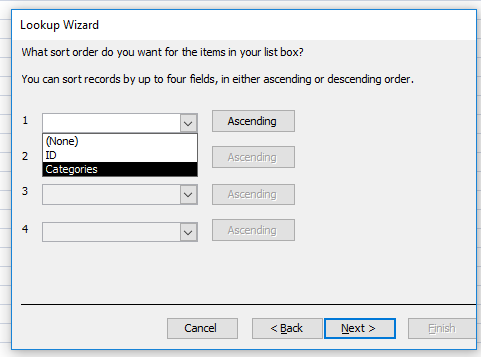 Lookup Wizard
What sort order do you want for the items in your list box?
You can sort records by up to four fields, in either ascending or descending order.
1 Ascending
(None)
ID
2 Ascending
Categories
3 Ascending
4 Ascending
Cancel < Back Next > Finish